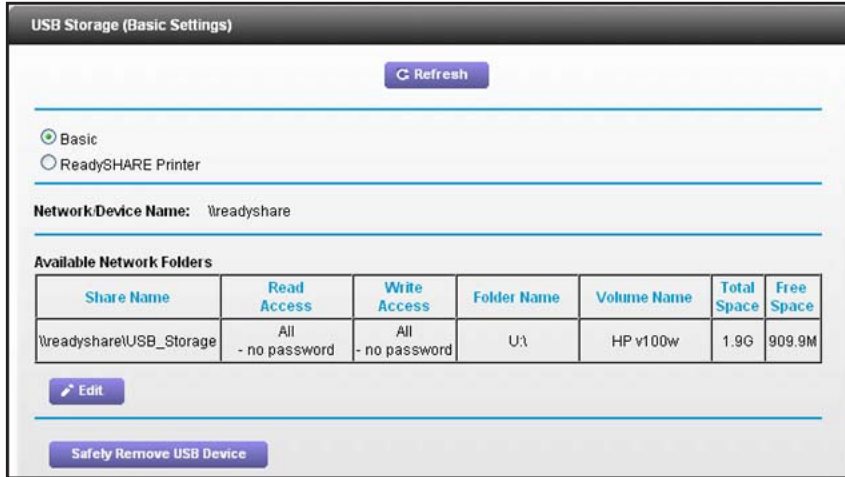 USB Storage (Basic Settings)
Refresh
Basic
ReadySHARE Printer
Network/Device Name: \\readyshare
Available Network Folders
Share Name Read Access Write Access Folder Name Volume Name Total Space Free Space
\\readyshare\USB_Storage All - no password All - no password U:\ HP v100w 1.9G 909.9M
Edit
Safely Remove USB Device